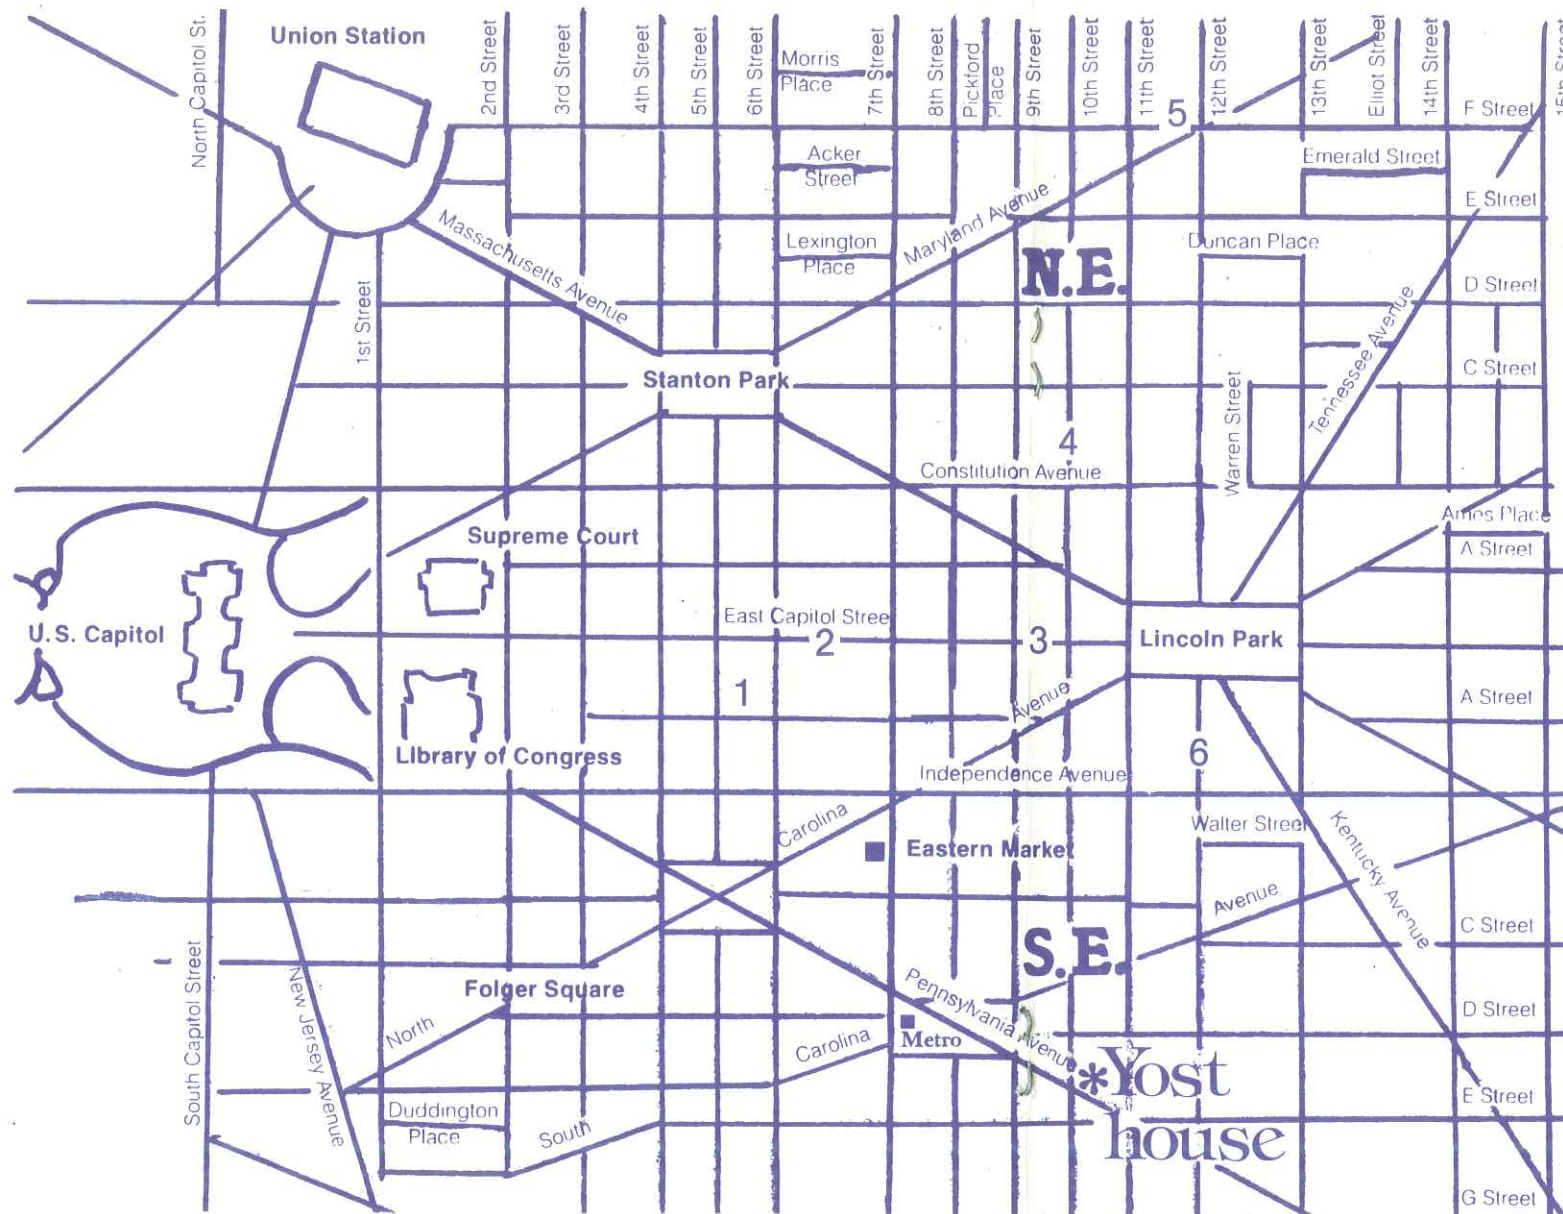 Union Station
North Capitol St.
2nd Street
3rd Street
4th Street
5th Street
6th Street
Morris
Place
7th Street
8th Street
Pickford
Place
9th Street
10th Street
11th Street
12th Street
13th Street
Elliot Street
14th Street
15th Street
F Street
5
Acker
Street
Emerald Street
E Street
Massachusetts Avenue
Lexington
Place
Maryland Avenue
N.E.
Duncan Place
D Street
1st Street
Stanton Park
Warren Street
Tennessee Avenue
C Street
4
Constitution Avenue
Ames Place
A Street
Supreme Court
U.S. Capitol
East Capitol Street
2
3
Lincoln Park
1
Avenue
A Street
Library of Congress
Independence Avenue
6
Carolina
Walter Street
Kentucky Avenue
Eastern Market
Avenue
C Street
South Capitol Street
New Jersey Avenue
Folger Square
S.E.
Pennsylvania Avenue
D Street
North
Carolina
Metro
*Yost
house
E Street
Duddington
Place
South
G Street